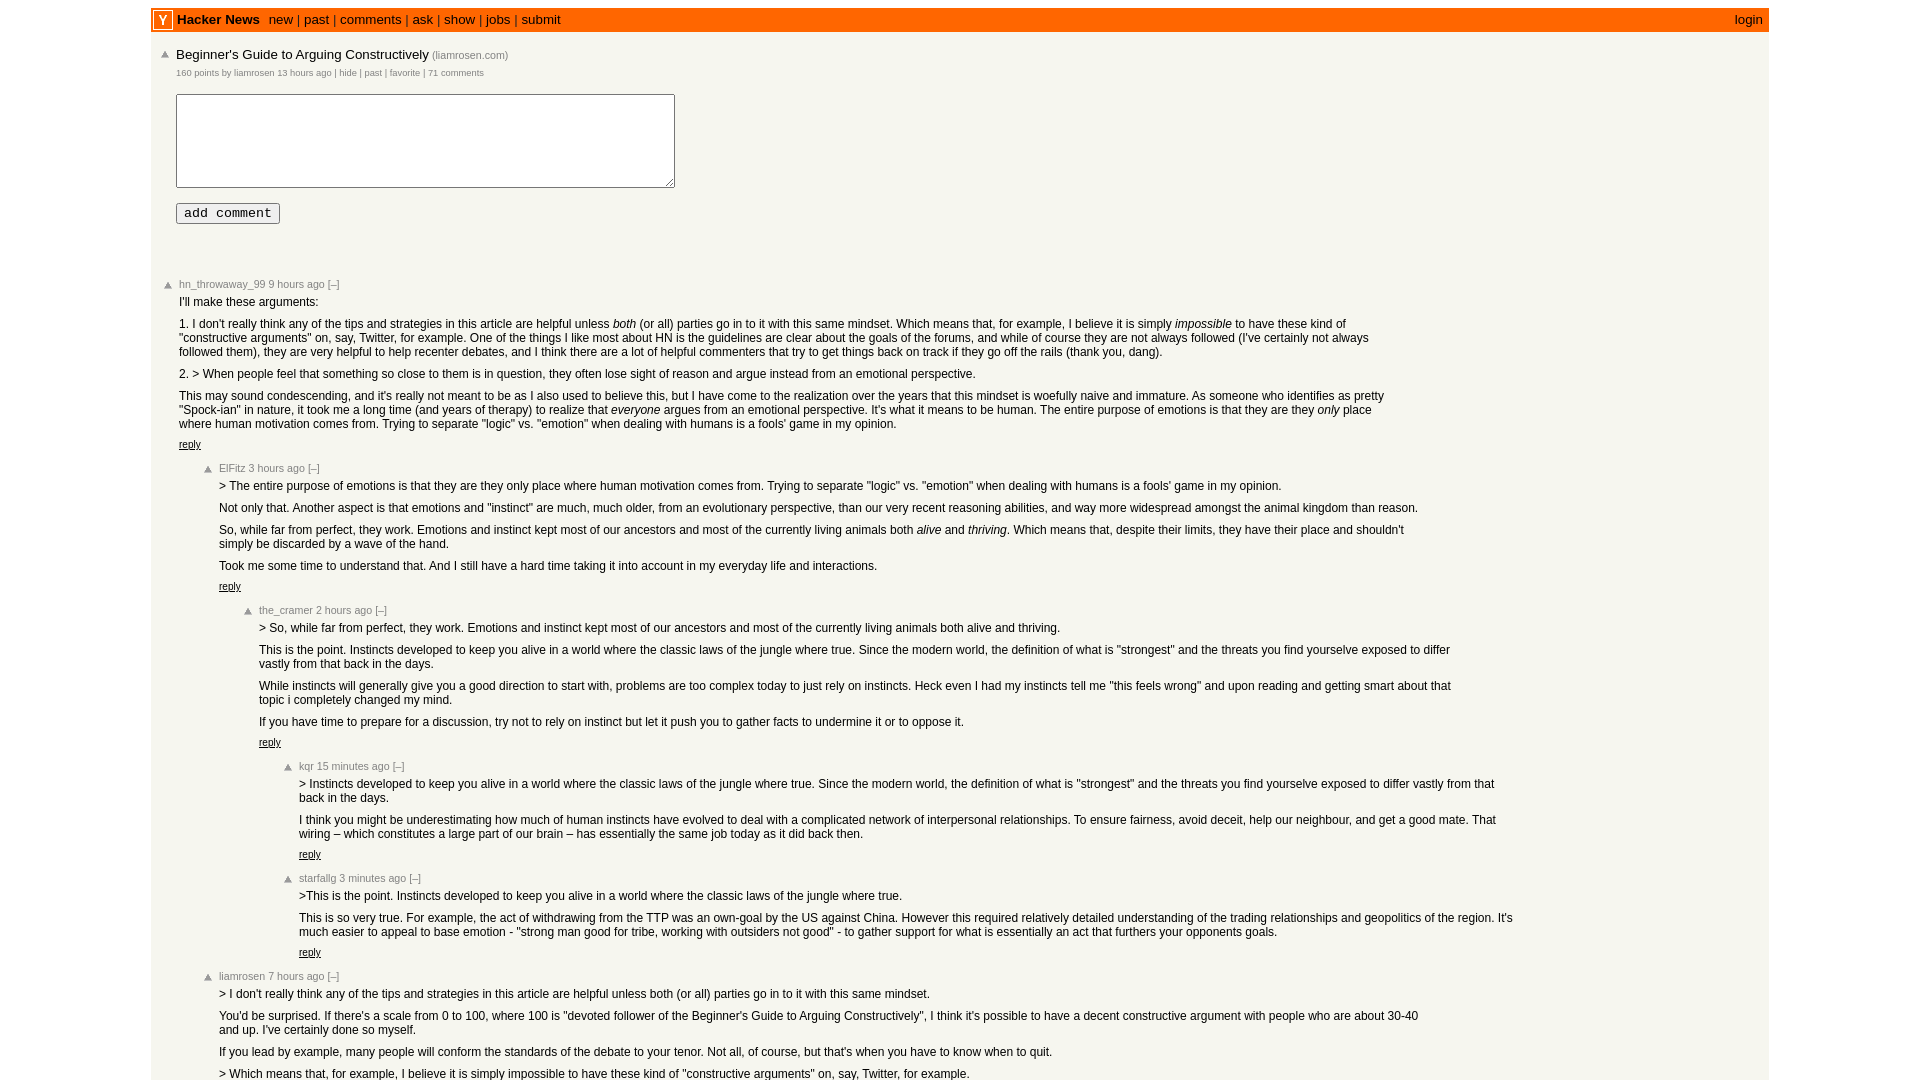 Y Hacker News new | past | comments | ask | show | jobs | submit login
Beginner's Guide to Arguing Constructively (liamrosen.com)
160 points by liamrosen 13 hours ago | hide | past | favorite | 71 comments
add comment
hn_throwaway_99 9 hours ago [–]
I'll make these arguments:
1. I don't really think any of the tips and strategies in this article are helpful unless both (or all) parties go in to it with this same mindset. Which means that, for example, I believe it is simply impossible to have these kind of
"constructive arguments" on, say, Twitter, for example. One of the things I like most about HN is the guidelines are clear about the goals of the forums, and while of course they are not always followed (I've certainly not always
followed them), they are very helpful to help recenter debates, and I think there are a lot of helpful commenters that try to get things back on track if they go off the rails (thank you, dang).
2. > When people feel that something so close to them is in question, they often lose sight of reason and argue instead from an emotional perspective.
This may sound condescending, and it's really not meant to be as I also used to believe this, but I have come to the realization over the years that this mindset is woefully naive and immature. As someone who identifies as pretty
"Spock-ian" in nature, it took me a long time (and years of therapy) to realize that everyone argues from an emotional perspective. It's what it means to be human. The entire purpose of emotions is that they are they only place
where human motivation comes from. Trying to separate "logic" vs. "emotion" when dealing with humans is a fools' game in my opinion.
reply
ElFitz 3 hours ago [–]
> The entire purpose of emotions is that they are they only place where human motivation comes from. Trying to separate "logic" vs. "emotion" when dealing with humans is a fools' game in my opinion.
Not only that. Another aspect is that emotions and "instinct" are much, much older, from an evolutionary perspective, than our very recent reasoning abilities, and way more widespread amongst the animal kingdom than reason.
So, while far from perfect, they work. Emotions and instinct kept most of our ancestors and most of the currently living animals both alive and thriving. Which means that, despite their limits, they have their place and shouldn't
simply be discarded by a wave of the hand.
Took me some time to understand that. And I still have a hard time taking it into account in my everyday life and interactions.
reply
the_cramer 2 hours ago [–]
> So, while far from perfect, they work. Emotions and instinct kept most of our ancestors and most of the currently living animals both alive and thriving.
This is the point. Instincts developed to keep you alive in a world where the classic laws of the jungle where true. Since the modern world, the definition of what is "strongest" and the threats you find yourselve exposed to differ
vastly from that back in the days.
While instincts will generally give you a good direction to start with, problems are too complex today to just rely on instincts. Heck even I had my instincts tell me "this feels wrong" and upon reading and getting smart about that
topic i completely changed my mind.
If you have time to prepare for a discussion, try not to rely on instinct but let it push you to gather facts to undermine it or to oppose it.
reply
kqr 15 minutes ago [–]
> Instincts developed to keep you alive in a world where the classic laws of the jungle where true. Since the modern world, the definition of what is "strongest" and the threats you find yourselve exposed to differ vastly from that
back in the days.
I think you might be underestimating how much of human instincts have evolved to deal with a complicated network of interpersonal relationships. To ensure fairness, avoid deceit, help our neighbour, and get a good mate. That
wiring – which constitutes a large part of our brain – has essentially the same job today as it did back then.
reply
starfallg 3 minutes ago [–]
>This is the point. Instincts developed to keep you alive in a world where the classic laws of the jungle where true.
This is so very true. For example, the act of withdrawing from the TTP was an own-goal by the US against China. However this required relatively detailed understanding of the trading relationships and geopolitics of the region. It's
much easier to appeal to base emotion - "strong man good for tribe, working with outsiders not good" - to gather support for what is essentially an act that furthers your opponents goals.
reply
liamrosen 7 hours ago [–]
> I don't really think any of the tips and strategies in this article are helpful unless both (or all) parties go in to it with this same mindset.
You'd be surprised. If there's a scale from 0 to 100, where 100 is "devoted follower of the Beginner's Guide to Arguing Constructively", I think it's possible to have a decent constructive argument with people who are about 30-40
and up. I've certainly done so myself.
If you lead by example, many people will conform the standards of the debate to your tenor. Not all, of course, but that's when you have to know when to quit.
> Which means that, for example, I believe it is simply impossible to have these kind of "constructive arguments" on, say, Twitter, for example.